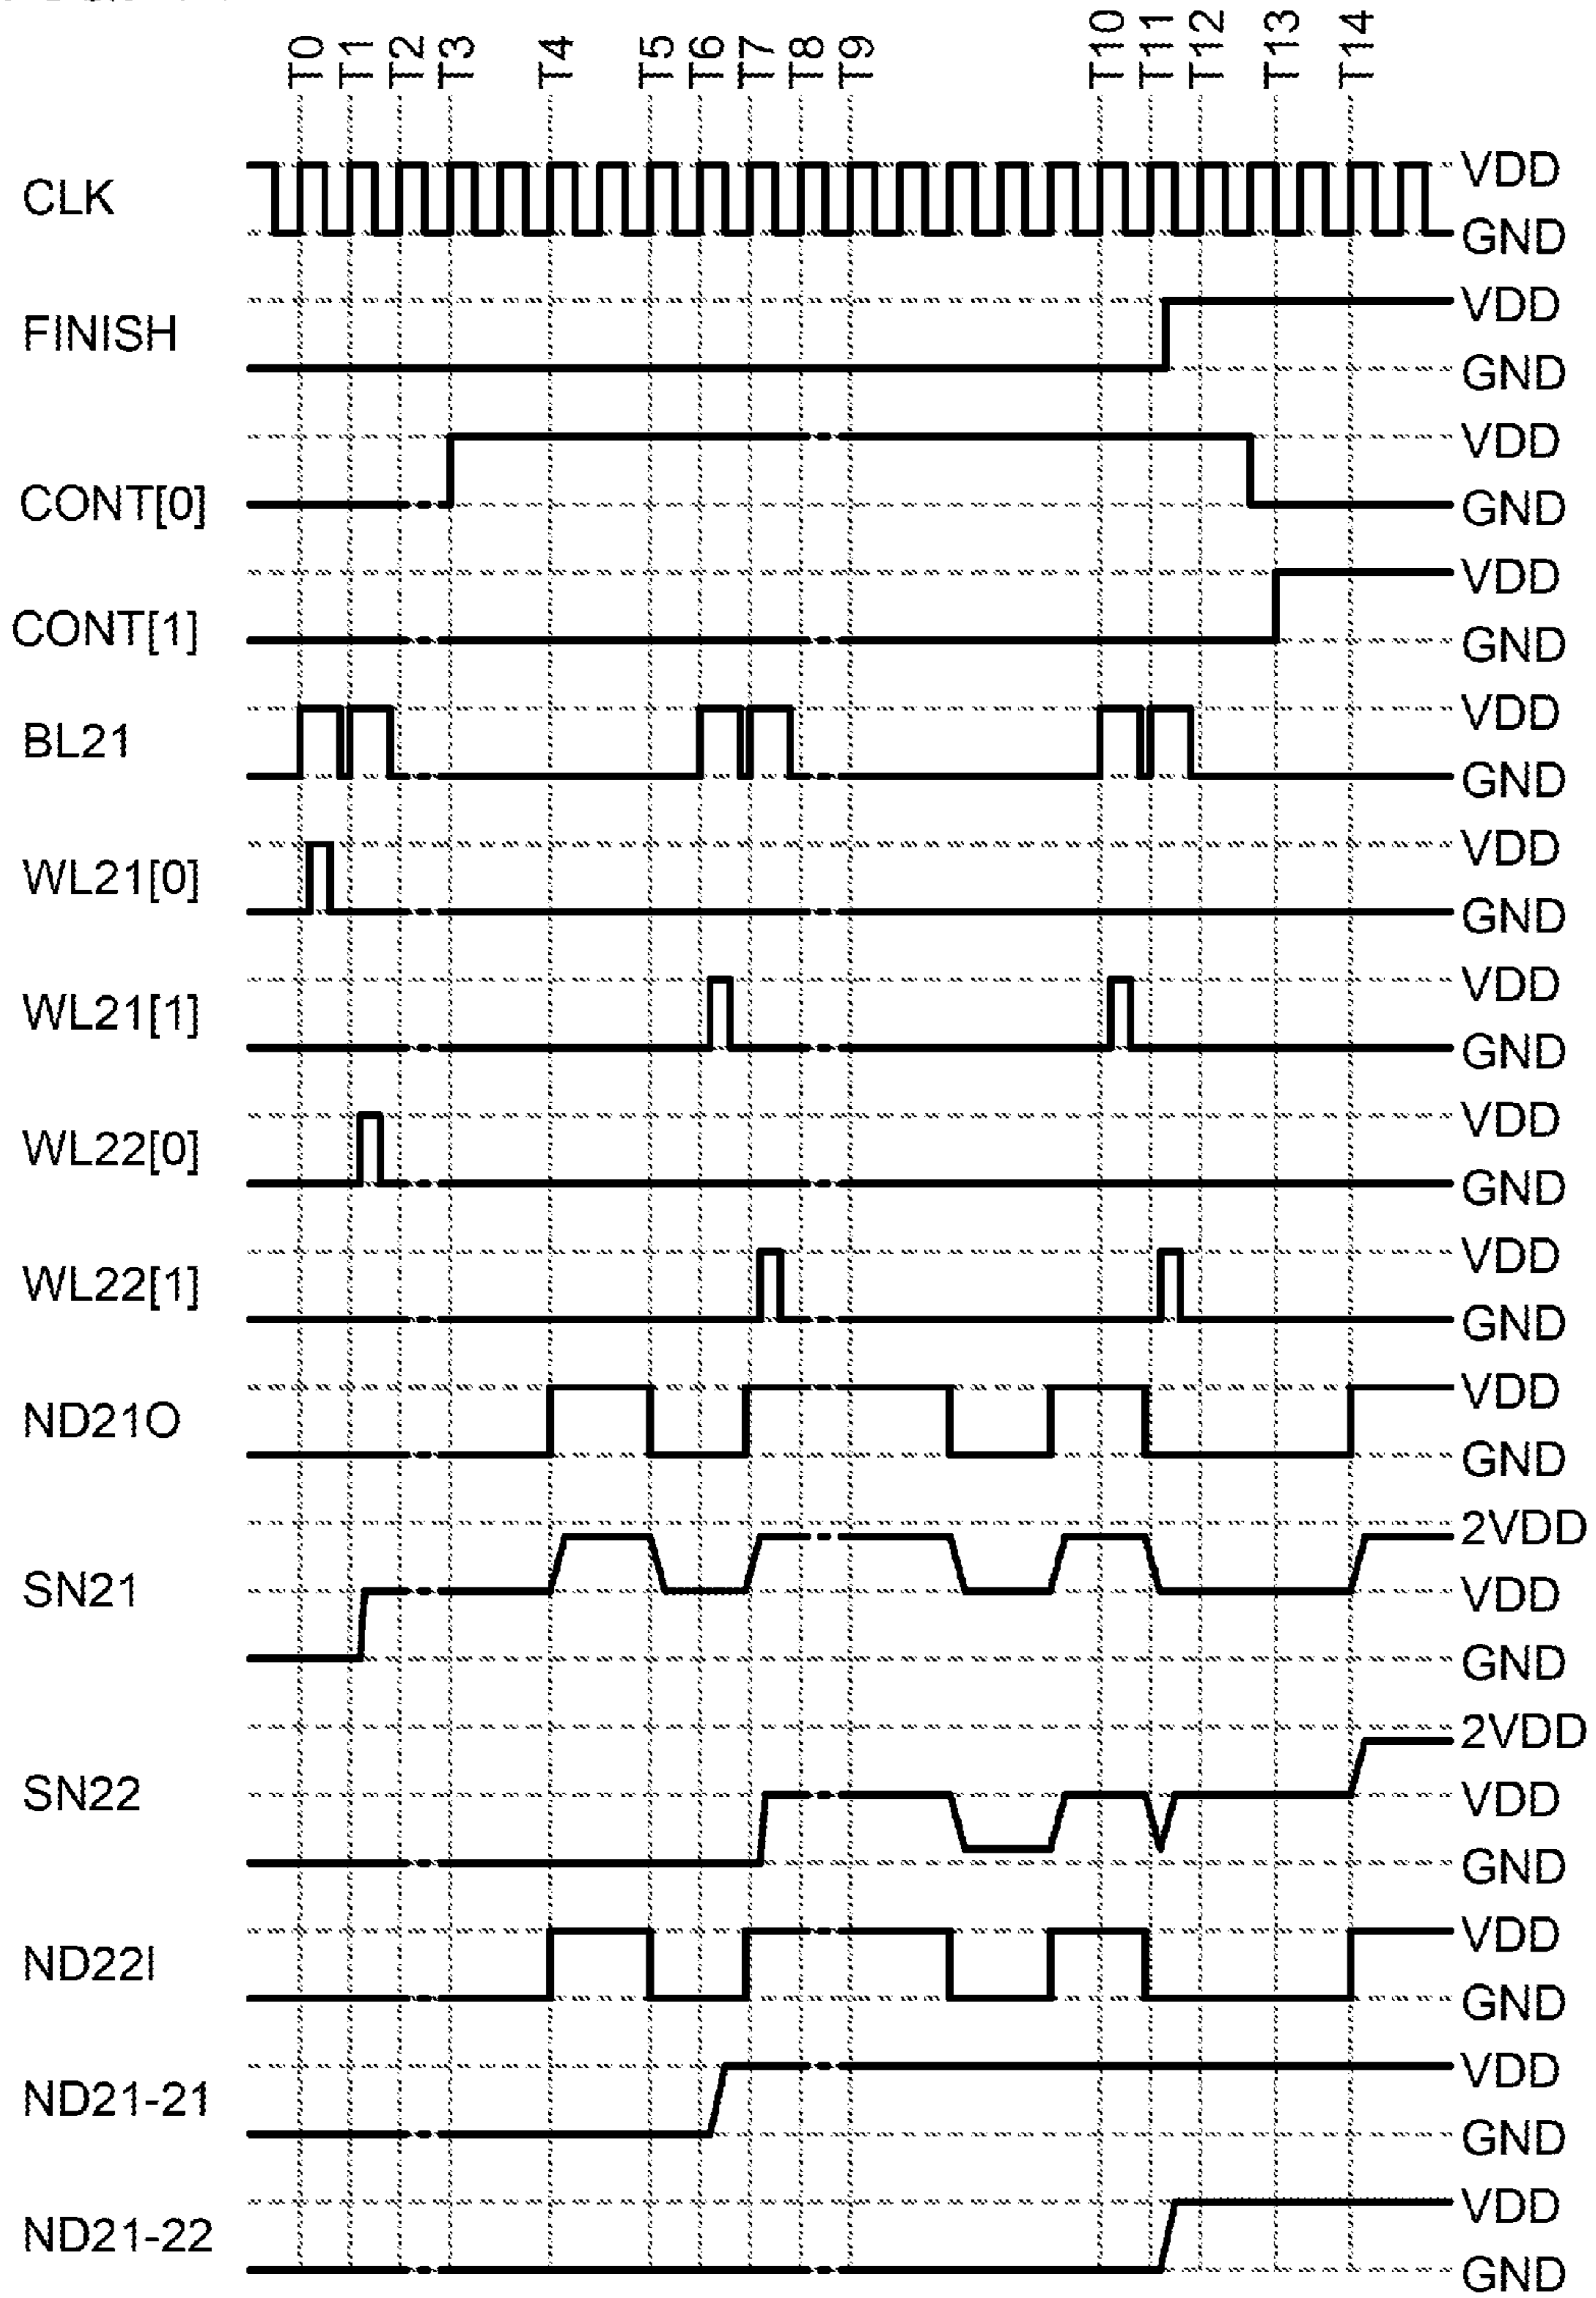 T0 T1 T2 T3 T4 T5 T6 T7 T8 T9 T10 T11 T12 T13 T14
CLK VDD
GND
FINISH VDD
GND
CONT[0] VDD
GND
CONT[1] VDD
GND
BL21 VDD
GND
WL21[0] VDD
GND
WL21[1] VDD
GND
WL22[0] VDD
GND
WL22[1] VDD
GND
ND21O VDD
GND
SN21 2VDD
VDD
GND
SN22 2VDD
VDD
GND
ND22I VDD
GND
ND21-21 VDD
GND
ND21-22 VDD
GND